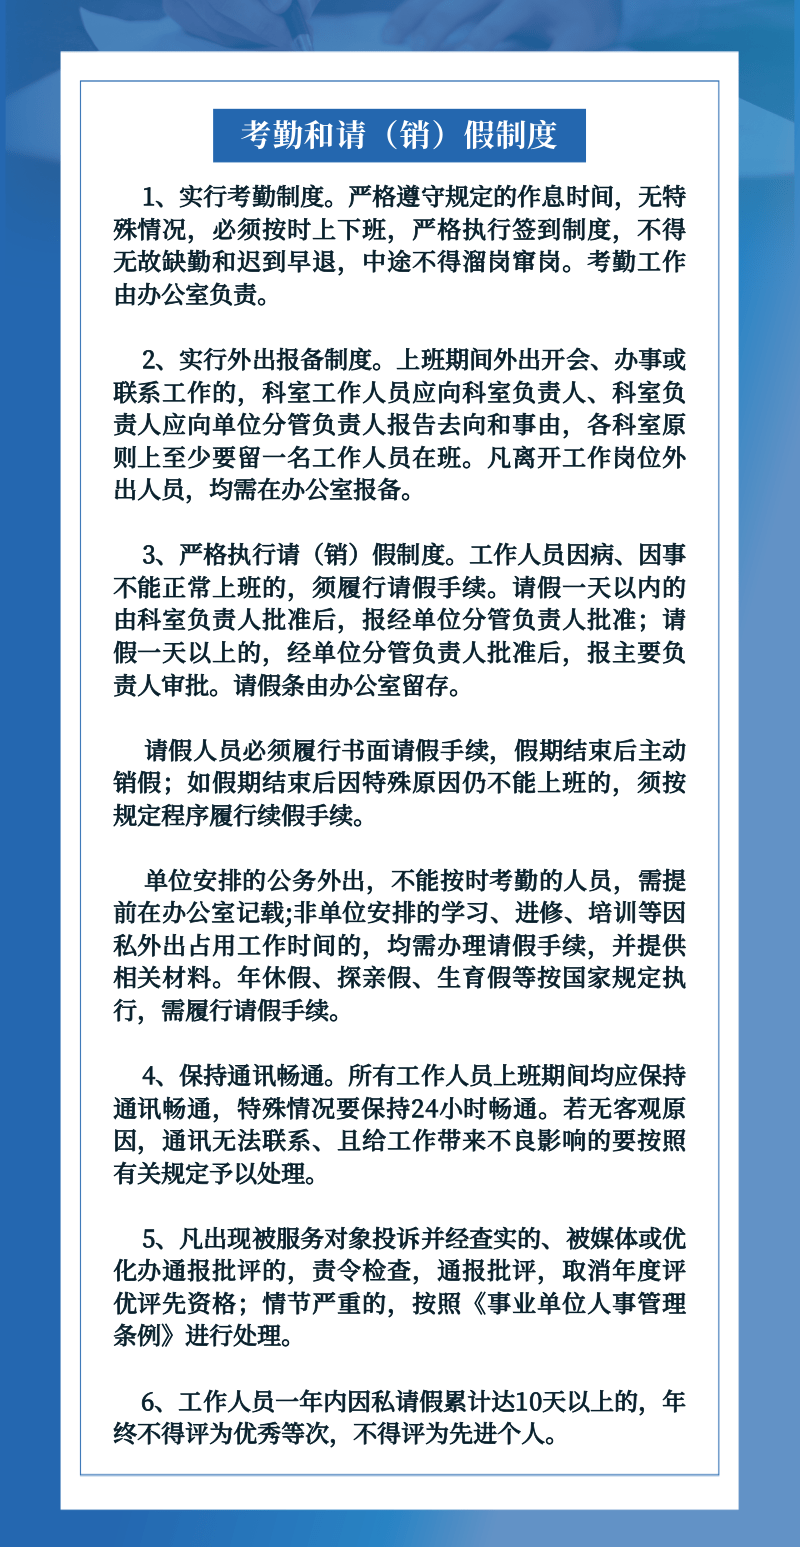 考勤和请（销）假制度
1、实行考勤制度。严格遵守规定的作息时间，无特
殊情况，必须按时上下班，严格执行签到制度，不得
无故缺勤和迟到早退，中途不得溜岗窜岗。考勤工作
由办公室负责。
2、实行外出报备制度。上班期间外出开会、办事或
联系工作的，科室工作人员应向科室负责人、科室负
责人应向单位分管负责人报告去向和事由，各科室原
则上至少要留一名工作人员在班。凡离开工作岗位外
出人员，均需在办公室报备。
3、严格执行请（销）假制度。工作人员因病、因事
不能正常上班的，须履行请假手续。请假一天以内的
由科室负责人批准后，报经单位分管负责人批准；请
假一天以上的，经单位分管负责人批准后，报主要负
责人审批。请假条由办公室留存。
请假人员必须履行书面请假手续，假期结束后主动
销假；如假期结束后因特殊原因仍不能上班的，须按
规定程序履行续假手续。
单位安排的公务外出，不能按时考勤的人员，需提
前在办公室记载;非单位安排的学习、进修、培训等因
私外出占用工作时间的，均需办理请假手续，并提供
相关材料。年休假、探亲假、生育假等按国家规定执
行，需履行请假手续。
4、保持通讯畅通。所有工作人员上班期间均应保持
通讯畅通，特殊情况要保持24小时畅通。若无客观原
因，通讯无法联系、且给工作带来不良影响的要按照
有关规定予以处理。
5、凡出现被服务对象投诉并经查实的、被媒体或优
化办通报批评的，责令检查，通报批评，取消年度评
优评先资格；情节严重的，按照《事业单位人事管理
条例》进行处理。
6、工作人员一年内因私请假累计达10天以上的，年
终不得评为优秀等次，不得评为先进个人。